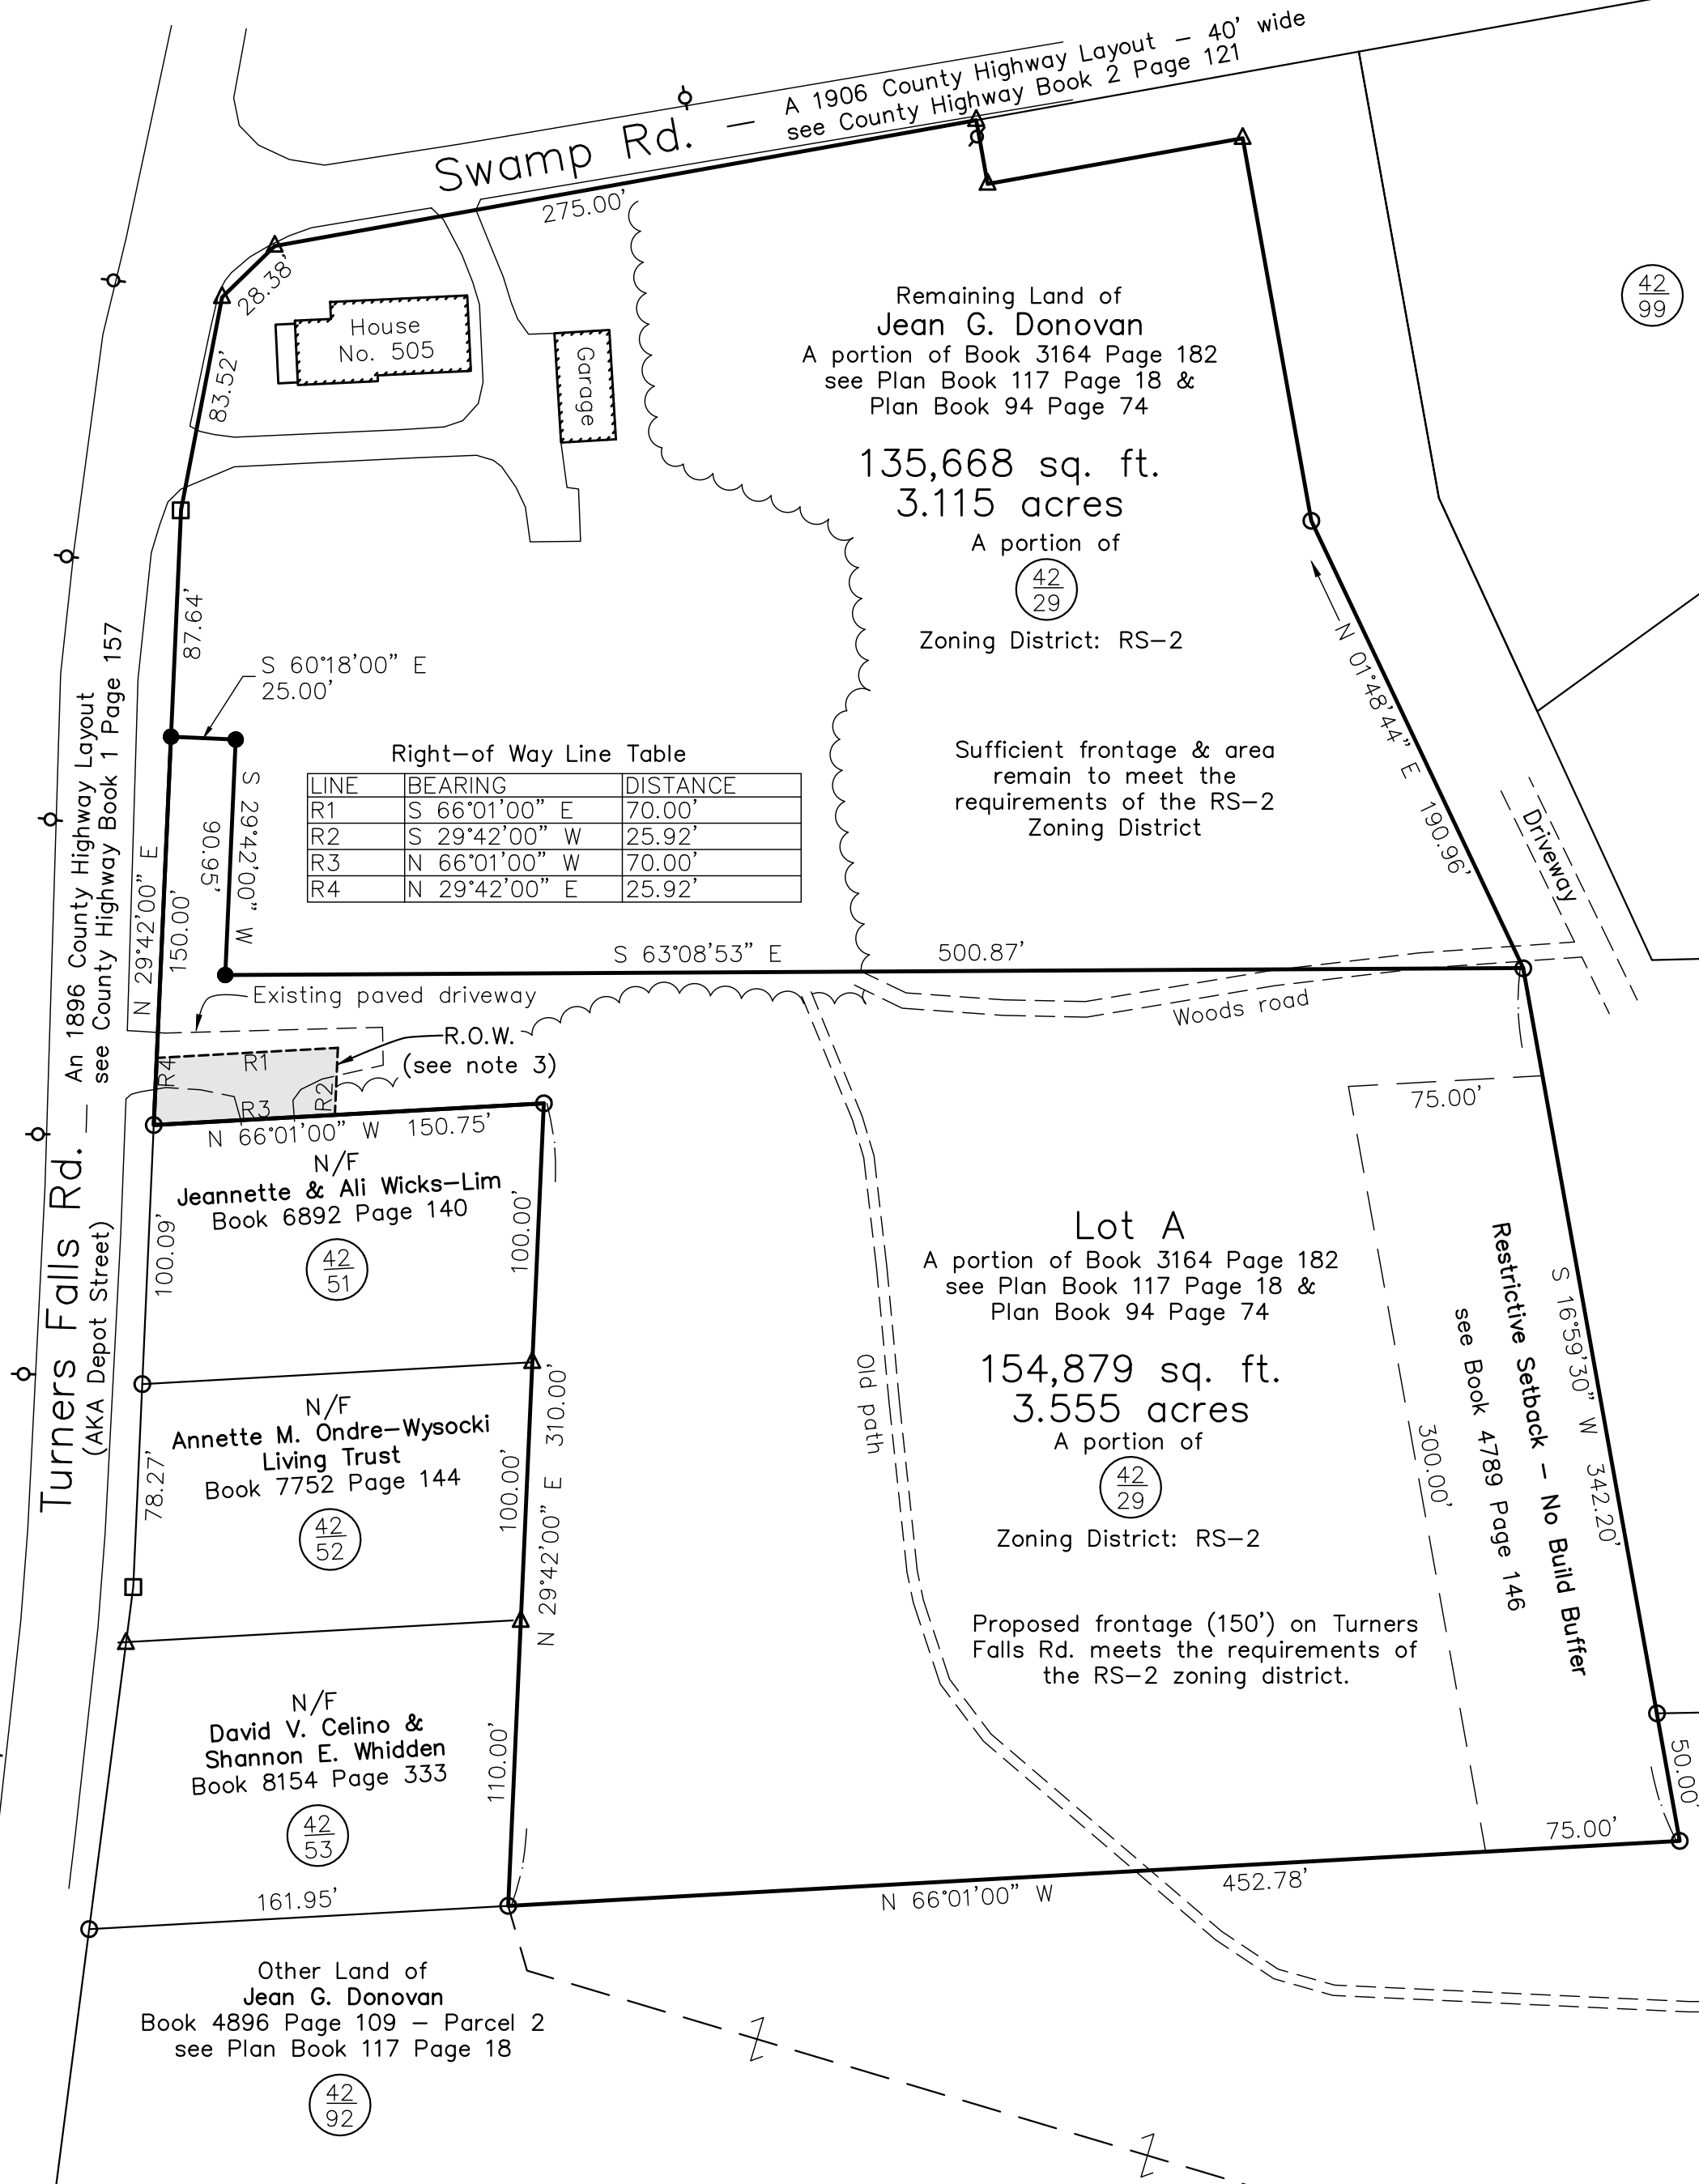 Swamp Rd. — A 1906 County Highway Layout – 40' wide
see County Highway Book 2 Page 121
275.00'
28.38'
83.52'
House
No. 505
Garage
42
99
Remaining Land of
Jean G. Donovan
A portion of Book 3164 Page 182
see Plan Book 117 Page 18 &
Plan Book 94 Page 74
135,668 sq. ft.
3.115 acres
A portion of
42
29
Zoning District: RS–2
87.64'
S 60°18'00" E
25.00'
N 01°48'44" E 190.96'
Sufficient frontage & area
remain to meet the
requirements of the RS–2
Zoning District
Driveway
Right–of Way Line Table
LINE BEARING DISTANCE
R1 S 66°01'00" E 70.00'
R2 S 29°42'00" W 25.92'
R3 N 66°01'00" W 70.00'
R4 N 29°42'00" E 25.92'
S 29°42'00" W
90.95'
N 29°42'00" E
150.00'
S 63°08'53" E 500.87'
Existing paved driveway
Woods road
R.O.W.
(see note 3)
R1
R2
R3
R4
N 66°01'00" W 150.75'
Turners Falls Rd. — An 1896 County Highway Layout
see County Highway Book 1 Page 157
(AKA Depot Street)
N/F
Jeannette & Ali Wicks–Lim
Book 6892 Page 140
42
51
100.09'
100.00'
N/F
Annette M. Ondre–Wysocki
Living Trust
Book 7752 Page 144
42
52
78.27'
100.00'
N 29°42'00" E 310.00'
N/F
David V. Celino &
Shannon E. Whidden
Book 8154 Page 333
42
53
110.00'
161.95'
Lot A
A portion of Book 3164 Page 182
see Plan Book 117 Page 18 &
Plan Book 94 Page 74
154,879 sq. ft.
3.555 acres
A portion of
42
29
Zoning District: RS–2
Proposed frontage (150') on Turners
Falls Rd. meets the requirements of
the RS–2 zoning district.
Old path
75.00'
300.00'
Restrictive Setback – No Build Buffer
see Book 4789 Page 146
S 16°59'30" W 342.20'
50.00'
75.00'
N 66°01'00" W 452.78'
Other Land of
Jean G. Donovan
Book 4896 Page 109 – Parcel 2
see Plan Book 117 Page 18
42
92